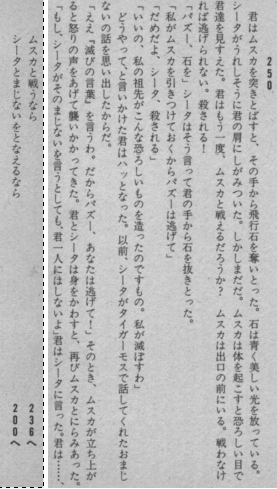 250
君はムスカを突きとばすと、その手から飛行石を奪いとった。石は青く美しい光を放っている。
シータがうれしそうに君の肩にしがみついた。しかしまだだ。ムスカは体を起こすと恐ろしい目で
君達を見すえた。君はもう一度、ムスカと戦えるだろうか? ムスカは出口の前にいる。戦わなけ
れば逃げられない。殺される!
「パズー、石を」シータはそう言って君の手から石を抜きとった。
「私がムスカを引きつけておくからパズーは逃げて」
「だめだよ、シータ、殺される」
「いいの、私の祖先がこんな恐ろしいものを造ったのですもの。私が滅ぼすわ」
どうやって、と言いかけた君はハッとなった。以前、シータがタイガーモスで話してくれたおまじ
ないの話を思い出したからだ。
「ええ『滅びの言葉』を言うわ。だからパズー、あなたは逃げて!」そのとき、ムスカが立ち上が
ると怒りの声をあげて襲いかかってきた。君とシータは身をかわすと、再びムスカとにらみあった。
「もし、シータがそのまじないを言うとしても、君一人にはしないよ」君はシータに言った。君は……、
ムスカと戦うなら 236へ
シータとまじないをとなえるなら 200へ